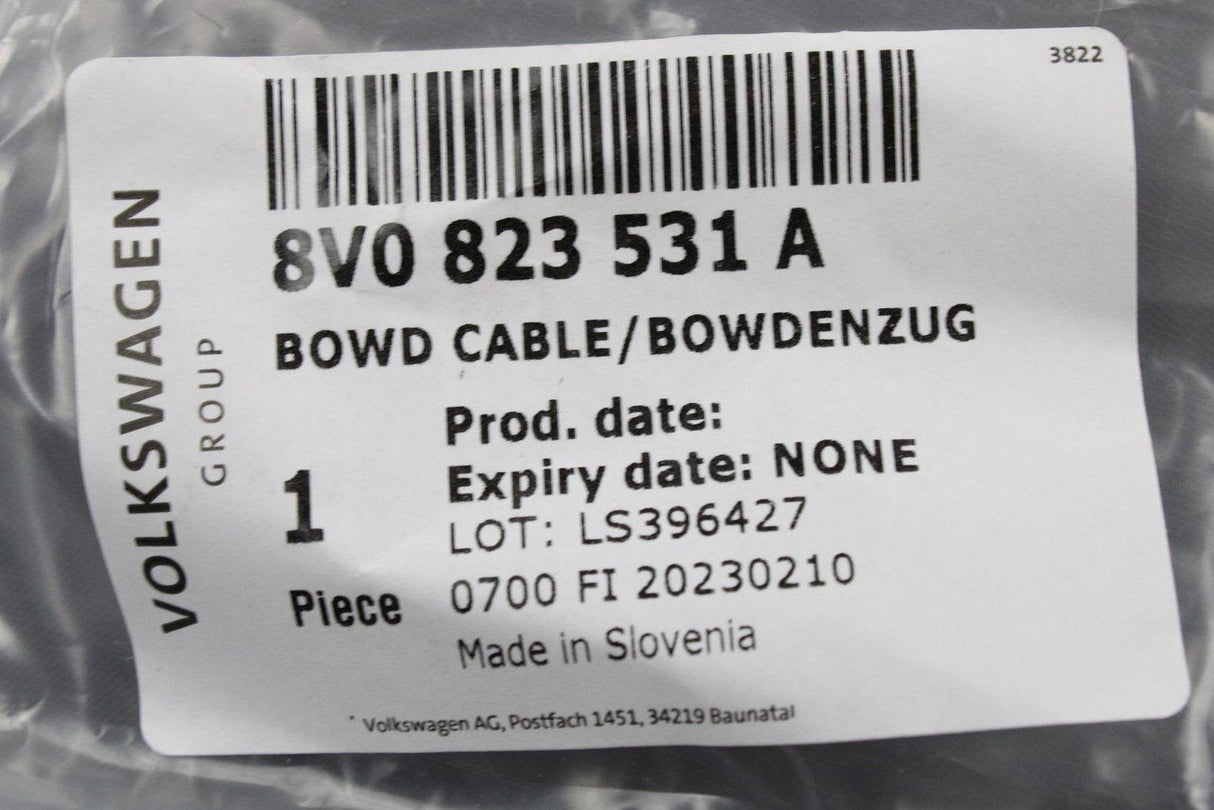 3822
8V0 823 531 A
BOWD CABLE/BOWDENZUG
VOLKSWAGEN
GROUP
Prod. date:
Expiry date: NONE
LOT: LS396427
1
Piece
0700 FI 20230210
Made in Slovenia
Volkswagen AG, Postfach 1451, 34219 Baunatal